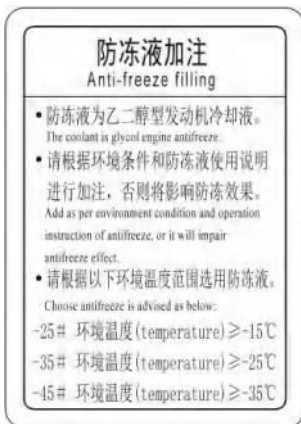 防冻液加注
Anti-freeze filling
• 防冻液为乙二醇型发动机冷却液。
The coolant is glycol engine antifreeze.
• 请根据环境条件和防冻液使用说明
进行加注，否则将影响防冻效果。
Add as per environment condition and operation
instruction of antifreeze, or it will impair
antifreeze effect.
• 请根据以下环境温度范围选用防冻液。
Choose antifreeze is advised as below:
-25# 环境温度(temperature)≥-15℃
-35# 环境温度(temperature)≥-25℃
-45# 环境温度(temperature)≥-35℃